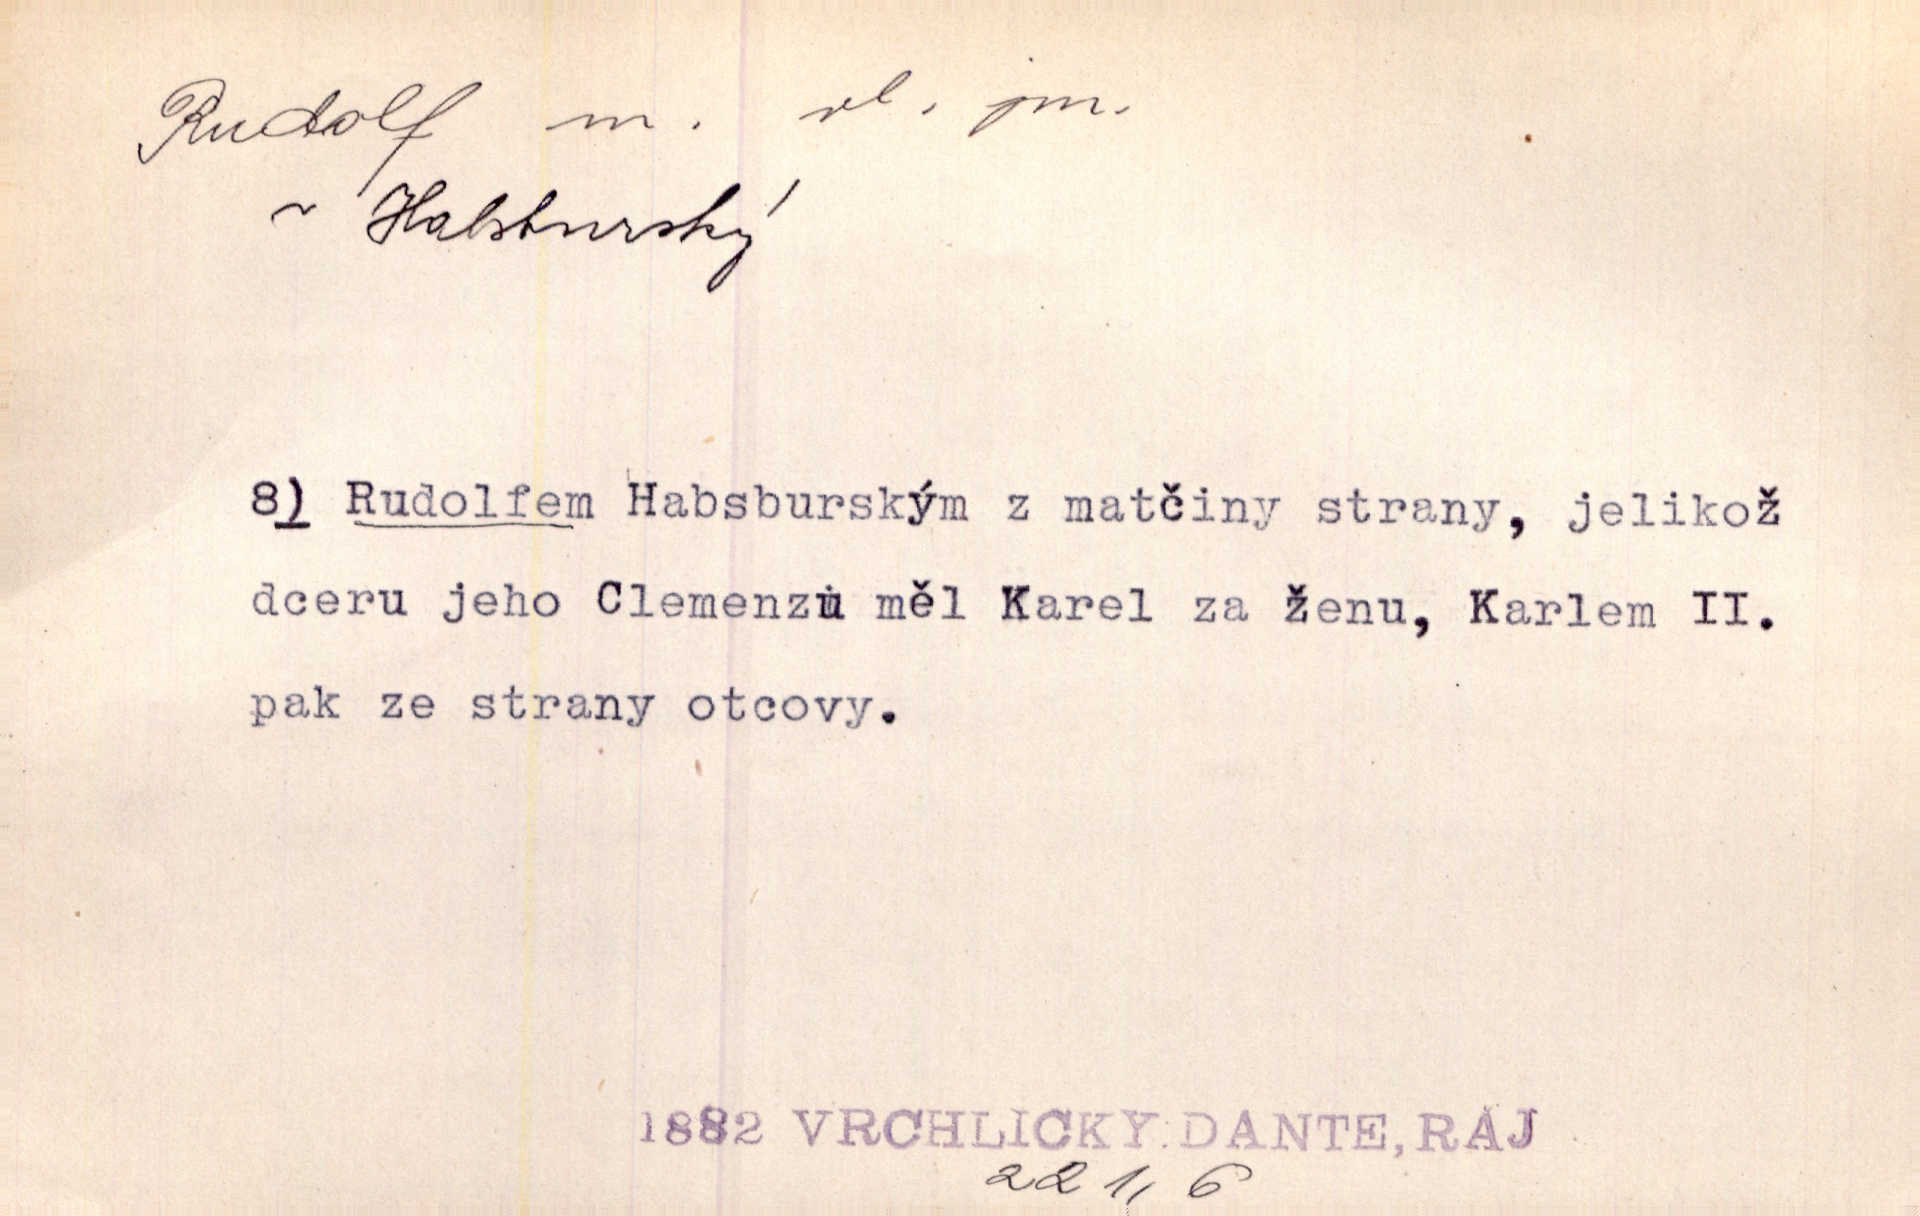 Rudolf m. vl. jm.
~ Habsburský
8) Rudolfem Habsburským z matčiny strany, jelikož
dceru jeho Clemenzu měl Karel za ženu, Karlem II.
pak ze strany otcovy.
1882 VRCHLICKY: DANTE, RÁJ
221, 6